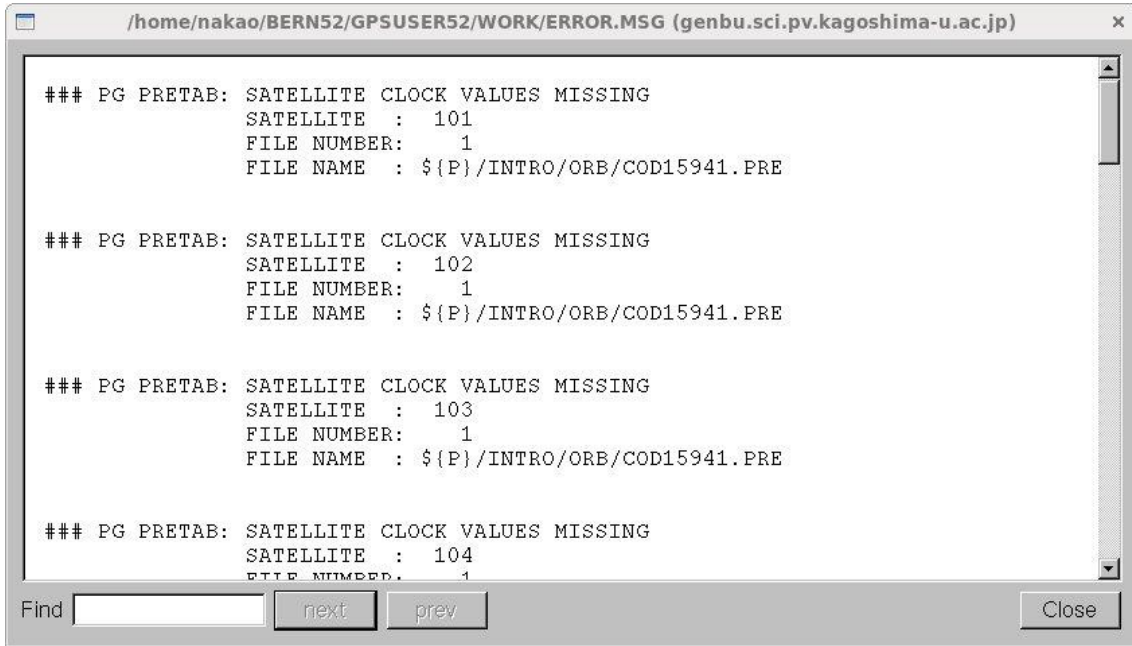 /home/nakao/BERN52/GPSUSER52/WORK/ERROR.MSG (genbu.sci.pv.kagoshima-u.ac.jp)
### PG PRETAB: SATELLITE CLOCK VALUES MISSING
SATELLITE : 101
FILE NUMBER: 1
FILE NAME : ${P}/INTRO/ORB/COD15941.PRE
### PG PRETAB: SATELLITE CLOCK VALUES MISSING
SATELLITE : 102
FILE NUMBER: 1
FILE NAME : ${P}/INTRO/ORB/COD15941.PRE
### PG PRETAB: SATELLITE CLOCK VALUES MISSING
SATELLITE : 103
FILE NUMBER: 1
FILE NAME : ${P}/INTRO/ORB/COD15941.PRE
### PG PRETAB: SATELLITE CLOCK VALUES MISSING
SATELLITE : 104
FILE NUMBER: 1
Find next prev Close